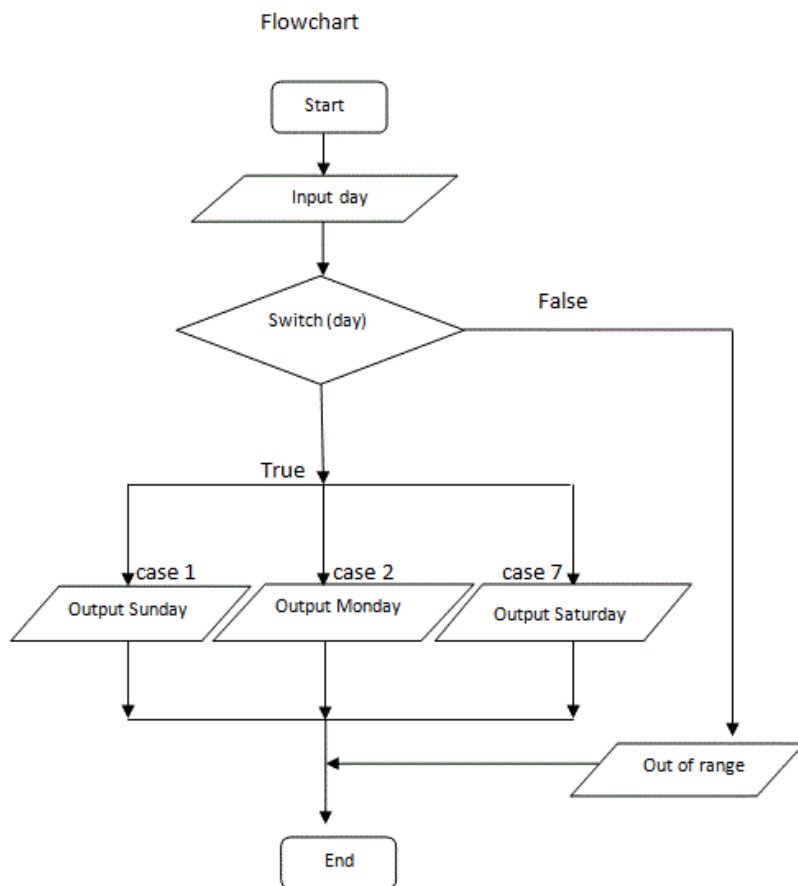 Flowchart
Start
Input day
Switch (day)
False
True
case 1
case 2
case 7
Output Sunday
Output Monday
Output Saturday
Out of range
End